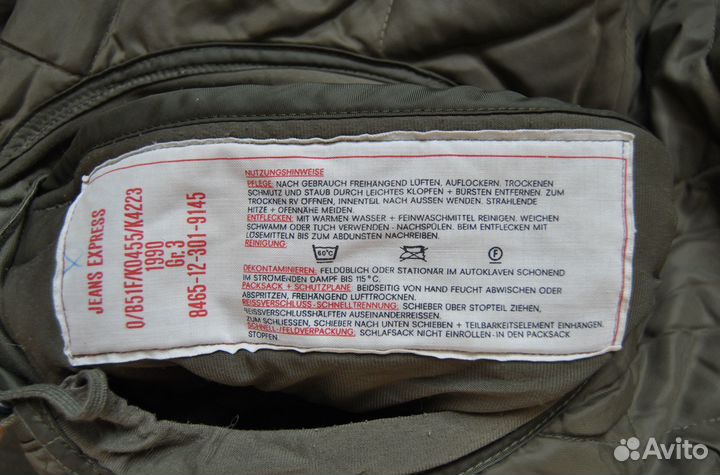 JEANS EXPRESS
0/B51F/K0455/K4223
1990
Gr.3
8465-12-301-9145
NUTZUNGSHINWEISE
PFLEGE: NACH GEBRAUCH FREIHÄNGEND LÜFTEN, AUFLOCKERN. TROCKENEN
SCHMUTZ UND STAUB DURCH LEICHTES KLOPFEN + BÜRSTEN ENTFERNEN. ZUM
TROCKNEN RV ÖFFNEN, INNENTEIL NACH AUSSEN WENDEN. STRAHLENDE
HITZE + OFENNÄHE MEIDEN.
ENTFLECKEN: MIT WARMEN WASSER + FEINWASCHMITTEL REINIGEN. WEICHEN
SCHWAMM ODER TUCH VERWENDEN - NACHSPÜLEN. BEIM ENTFLECKEN MIT
LÖSEMITTELN BIS ZUM ABDUNSTEN NACHREIBEN.
REINIGUNG:
60°C F
DEKONTAMINIEREN: FELDÜBLICH ODER STATIONÄR IM AUTOKLAVEN SCHONEND
IM STRÖMENDEN DAMPF BIS 115°C.
PACKSACK + SCHUTZPLANE: BEIDSEITIG VON HAND FEUCHT ABWISCHEN ODER
ABSPRITZEN, FREIHÄNGEND LUFTTROCKNEN.
REISSVERSCHLUSS-SCHNELLTRENNUNG: SCHIEBER ÜBER STOPTEIL ZIEHEN,
REISSVERSCHLUSSHÄLFTEN AUSEINANDERREISSEN.
ZUM SCHLIESSEN, SCHIEBER NACH UNTEN SCHIEBEN + TEILBARKEITSELEMENT EINHÄNGEN.
SCHNELL-/FELDVERPACKUNG: SCHLAFSACK NICHT EINROLLEN-IN DEN PACKSACK
STOPFEN.
Avito